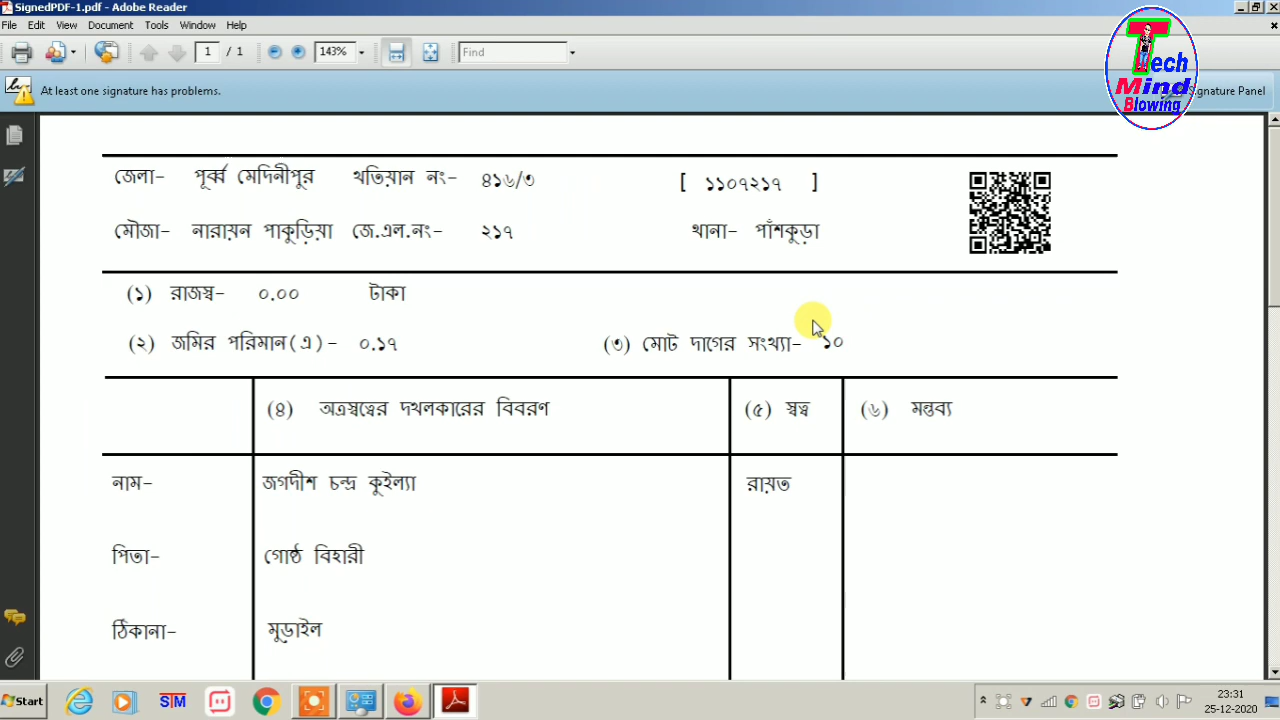 SignedPDF-1.pdf - Adobe Reader
File Edit View Document Tools Window Help
1 / 1 143% Find
At least one signature has problems.
Signature Panel
Tech
Mind
Blowing
জেলা- পূর্ব্ব মেদিনীপুর খতিয়ান নং- ৪১৬/৩ [ ১১০৭২১৭ ]
মৌজা- নারায়ন পাকুড়িয়া জে.এল.নং- ২১৭ থানা- পাঁশকুড়া
(১) রাজস্ব- ০.০০ টাকা
(২) জমির পরিমান(এ)- ০.১৭ (৩) মোট দাগের সংখ্যা- ১০
(৪) অত্রস্বত্বের দখলকারের বিবরণ (৫) স্বত্ব (৬) মন্তব্য
নাম- জগদীশ চন্দ্র কুইল্যা রায়ত
পিতা- গোষ্ঠ বিহারী
ঠিকানা- মুড়াইল
Start STM 23:31
25-12-2020